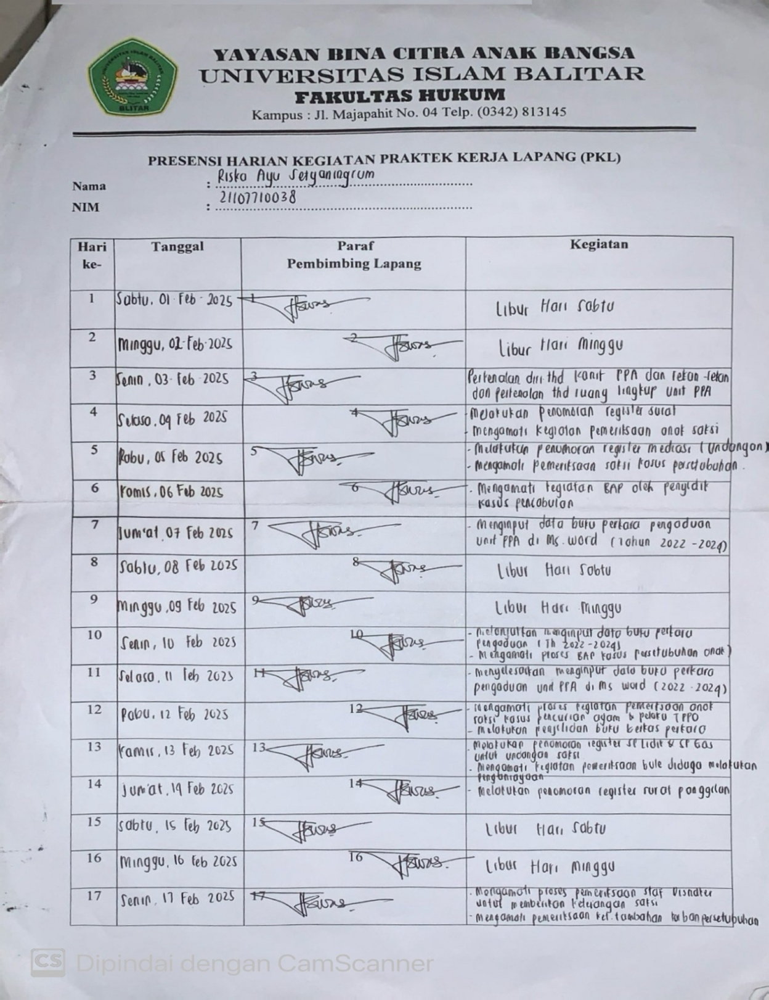 YAYASAN BINA CITRA ANAK BANGSA
UNIVERSITAS ISLAM BALITAR
FAKULTAS HUKUM
Kampus : Jl. Majapahit No. 04 Telp. (0342) 813145
UNIVERSITAS ISLAM BALITAR
BLITAR
PRESENSI HARIAN KEGIATAN PRAKTEK KERJA LAPANG (PKL)
Nama : Riska Ayu Setyaningrum
NIM : 21107710038
Hari ke- Tanggal Paraf Pembimbing Lapang Kegiatan
1 Sabtu, 01 Feb - 2025 1 Libur Hari Sabtu
2 Minggu, 02 Feb 2025 2 Libur Hari Minggu
3 Senin, 03 Feb - 2025 3 Perkenalan diri thd kanit PPA dan rekan-rekan
dan perkenalan thd ruang lingkup unit PPA
4 Selasa, 04 Feb 2025 4 - Melakukan penomoran register surat
- Mengamati kegiatan pemeriksaan anak saksi
5 Rabu, 05 Feb 2025 5 - Melakukan penomoran register mediasi (undangan)
- Mengamati pemeriksaan saksi kasus persetubuhan.
6 Kamis, 06 Feb 2025 6 - Mengamati kegiatan BAP oleh penyidik
kasus pencabulan
7 Jum'at, 07 Feb 2025 7 - Menginput data buku perkara pengaduan
unit PPA di Ms. Word (Tahun 2022 - 2024)
8 Sabtu, 08 Feb 2025 8 Libur Hari Sabtu
9 Minggu, 09 Feb 2025 9 Libur Hari Minggu
10 Senin, 10 Feb 2025 10 - Melanjutkan menginput data buku perkara
pengaduan (Th 2022-2024)
- Mengamati proses BAP kasus persetubuhan anak)
11 Selasa, 11 Feb 2025 11 - Menyelesaikan menginput data buku perkara
pengaduan unit PPA di Ms word (2022 - 2024)
12 Rabu, 12 Feb 2025 12 - Mengamati proses kegiatan pemeriksaan anak
saksi kasus pencurian ayam & pelaku TPPO
- Melakukan penjilidan buku berkas perkara
13 Kamis, 13 Feb 2025 13 - Melakukan penomoran register SP Lidik & SP Gas
untuk undangan saksi
- Mengamati kegiatan pemeriksaan bule diduga melakukan
penganiayaan
14 Jum'at, 14 Feb 2025 14 - Melakukan penomoran register surat panggilan
15 Sabtu, 15 Feb 2025 15 Libur Hari Sabtu
16 Minggu, 16 Feb 2025 16 Libur Hari Minggu
17 Senin, 17 Feb 2025 17 - Mengamati proses pemeriksaan staf Disnaker
untuk memberikan keterangan saksi
- Mengamati pemeriksaan ket. tambahan korban persetubuhan
CS Dipindai dengan CamScanner